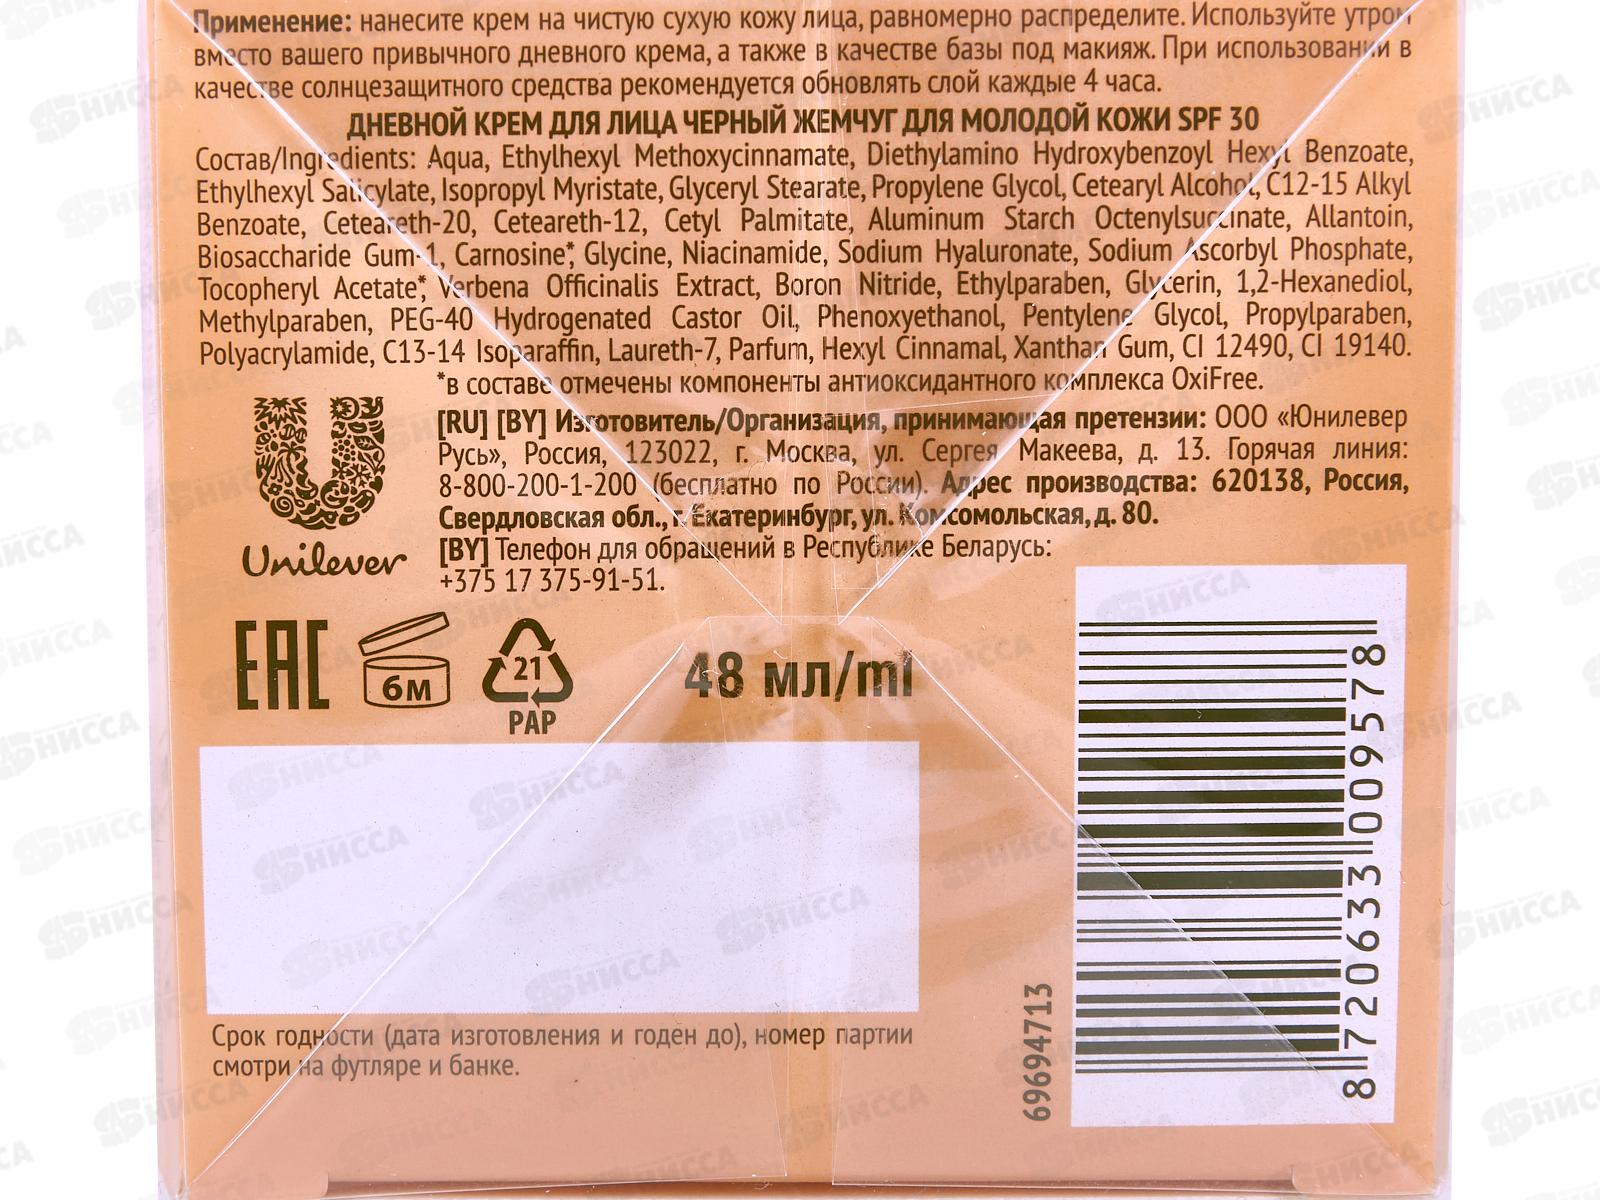 Применение: нанесите крем на чистую сухую кожу лица, равномерно распределите. Используйте утром
вместо вашего привычного дневного крема, а также в качестве базы под макияж. При использовании в
качестве солнцезащитного средства рекомендуется обновлять слой каждые 4 часа.
ДНЕВНОЙ КРЕМ ДЛЯ ЛИЦА ЧЕРНЫЙ ЖЕМЧУГ ДЛЯ МОЛОДОЙ КОЖИ SPF 30
Состав/Ingredients: Aqua, Ethylhexyl Methoxycinnamate, Diethylamino Hydroxybenzoyl Hexyl Benzoate,
Ethylhexyl Salicylate, Isopropyl Myristate, Glyceryl Stearate, Propylene Glycol, Cetearyl Alcohol, C12-15 Alkyl
Benzoate, Ceteareth-20, Ceteareth-12, Cetyl Palmitate, Aluminum Starch Octenylsuccinate, Allantoin,
Biosaccharide Gum-1, Carnosine*, Glycine, Niacinamide, Sodium Hyaluronate, Sodium Ascorbyl Phosphate,
Tocopheryl Acetate*, Verbena Officinalis Extract, Boron Nitride, Ethylparaben, Glycerin, 1,2-Hexanediol,
Methylparaben, PEG-40 Hydrogenated Castor Oil, Phenoxyethanol, Pentylene Glycol, Propylparaben,
Polyacrylamide, C13-14 Isoparaffin, Laureth-7, Parfum, Hexyl Cinnamal, Xanthan Gum, CI 12490, CI 19140.
*в составе отмечены компоненты антиоксидантного комплекса OxiFree.
[RU] [BY] Изготовитель/Организация, принимающая претензии: ООО «Юнилевер
Русь», Россия, 123022, г. Москва, ул. Сергея Макеева, д. 13. Горячая линия:
8-800-200-1-200 (бесплатно по России). Адрес производства: 620138, Россия,
Свердловская обл., г. Екатеринбург, ул. Комсомольская, д. 80.
[BY] Телефон для обращений в Республике Беларусь:
+375 17 375-91-51.
Unilever
EAC
6м
21
PAP
48 мл/ml
Срок годности (дата изготовления и годен до), номер партии
смотри на футляре и банке.
69694713
8 720633 009578
НИССА